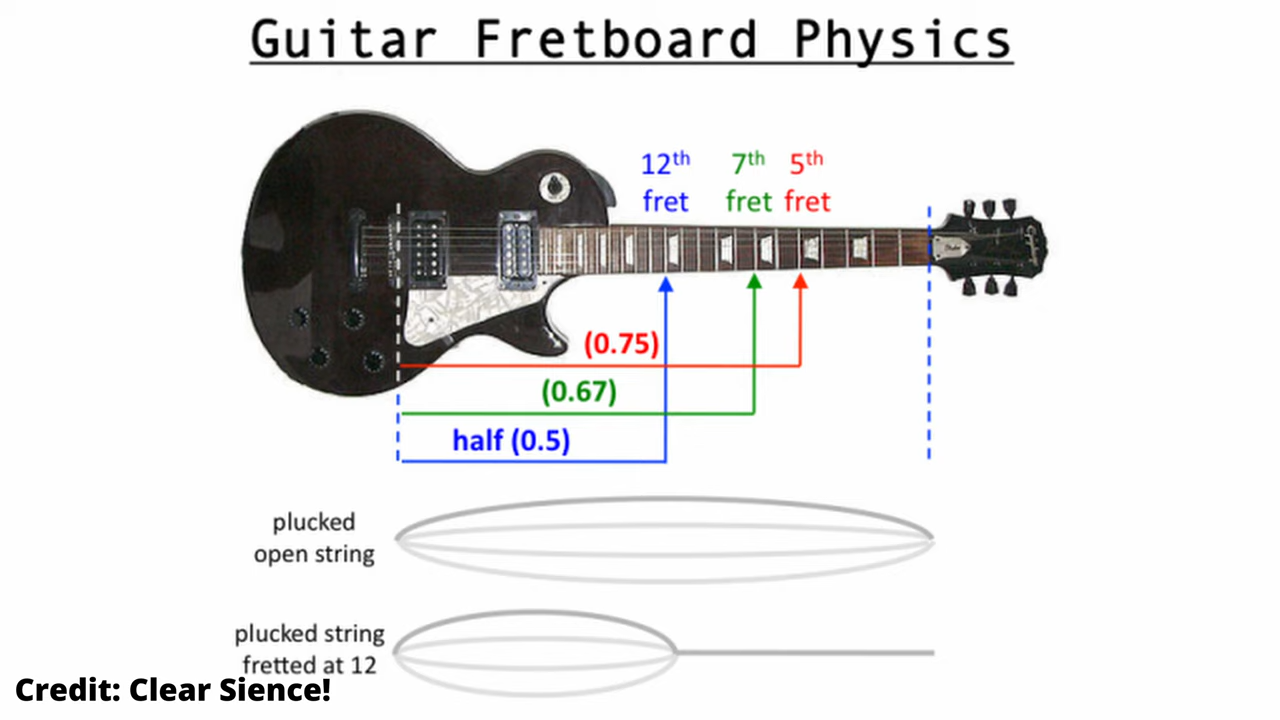 Guitar Fretboard Physics
12th fret
7th fret
5th fret
(0.75)
(0.67)
half (0.5)
plucked
open string
plucked string
fretted at 12
Credit: Clear Sience!